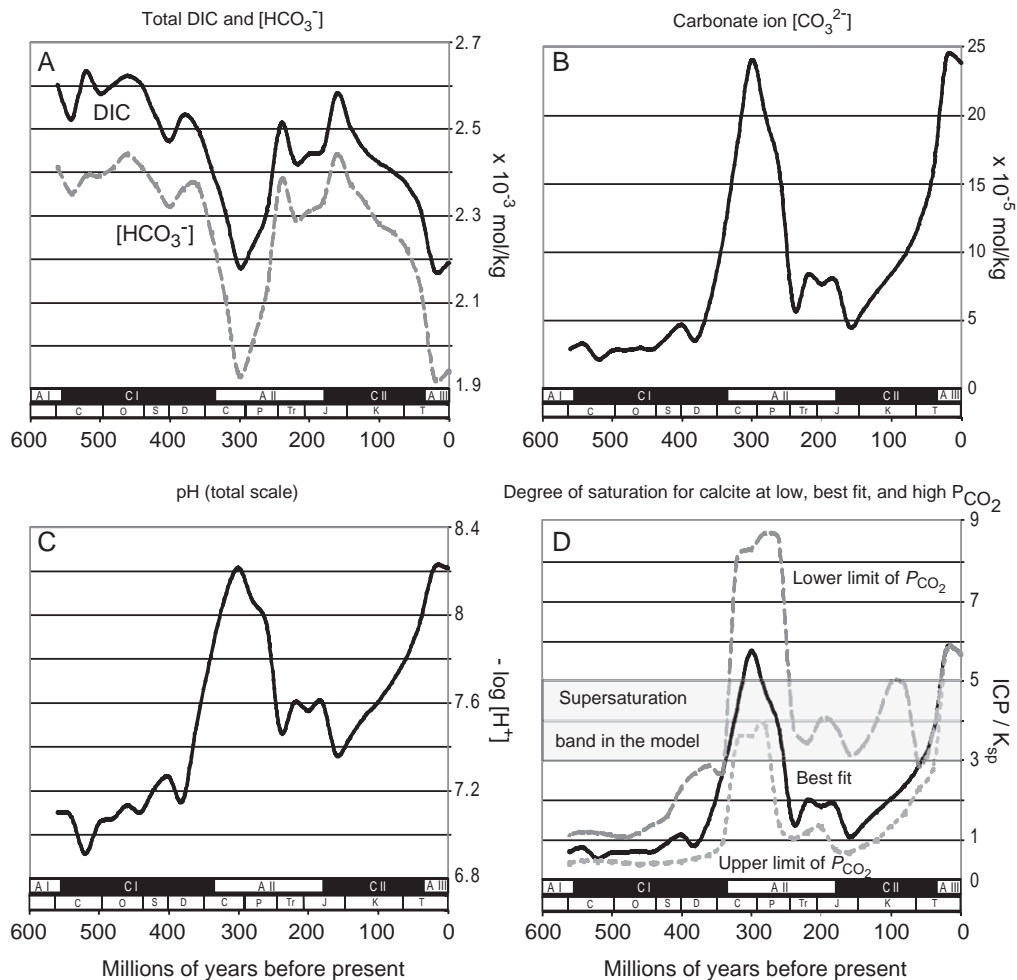 Total DIC and [HCO₃⁻]
A
DIC
[HCO₃⁻]
2.7
2.5
2.3
2.1
1.9
x 10⁻³ mol/kg
A I C I A II C II A III
C O S D C P Tr J K T
600 500 400 300 200 100 0
Carbonate ion [CO₃²⁻]
B
25
20
15
10
5
0
x 10⁻⁵ mol/kg
A I C I A II C II A III
C O S D C P Tr J K T
600 500 400 300 200 100 0
pH (total scale)
C
8.4
8
7.6
7.2
6.8
- log [H⁺]
A I C I A II C II A III
C O S D C P Tr J K T
600 500 400 300 200 100 0
Millions of years before present
Degree of saturation for calcite at low, best fit, and high P_CO₂
D
Lower limit of P_CO₂
Supersaturation
band in the model
Best fit
Upper limit of P_CO₂
9
7
5
3
1
0
ICP / K_sp
A I C I A II C II A III
C O S D C P Tr J K T
600 500 400 300 200 100 0
Millions of years before present